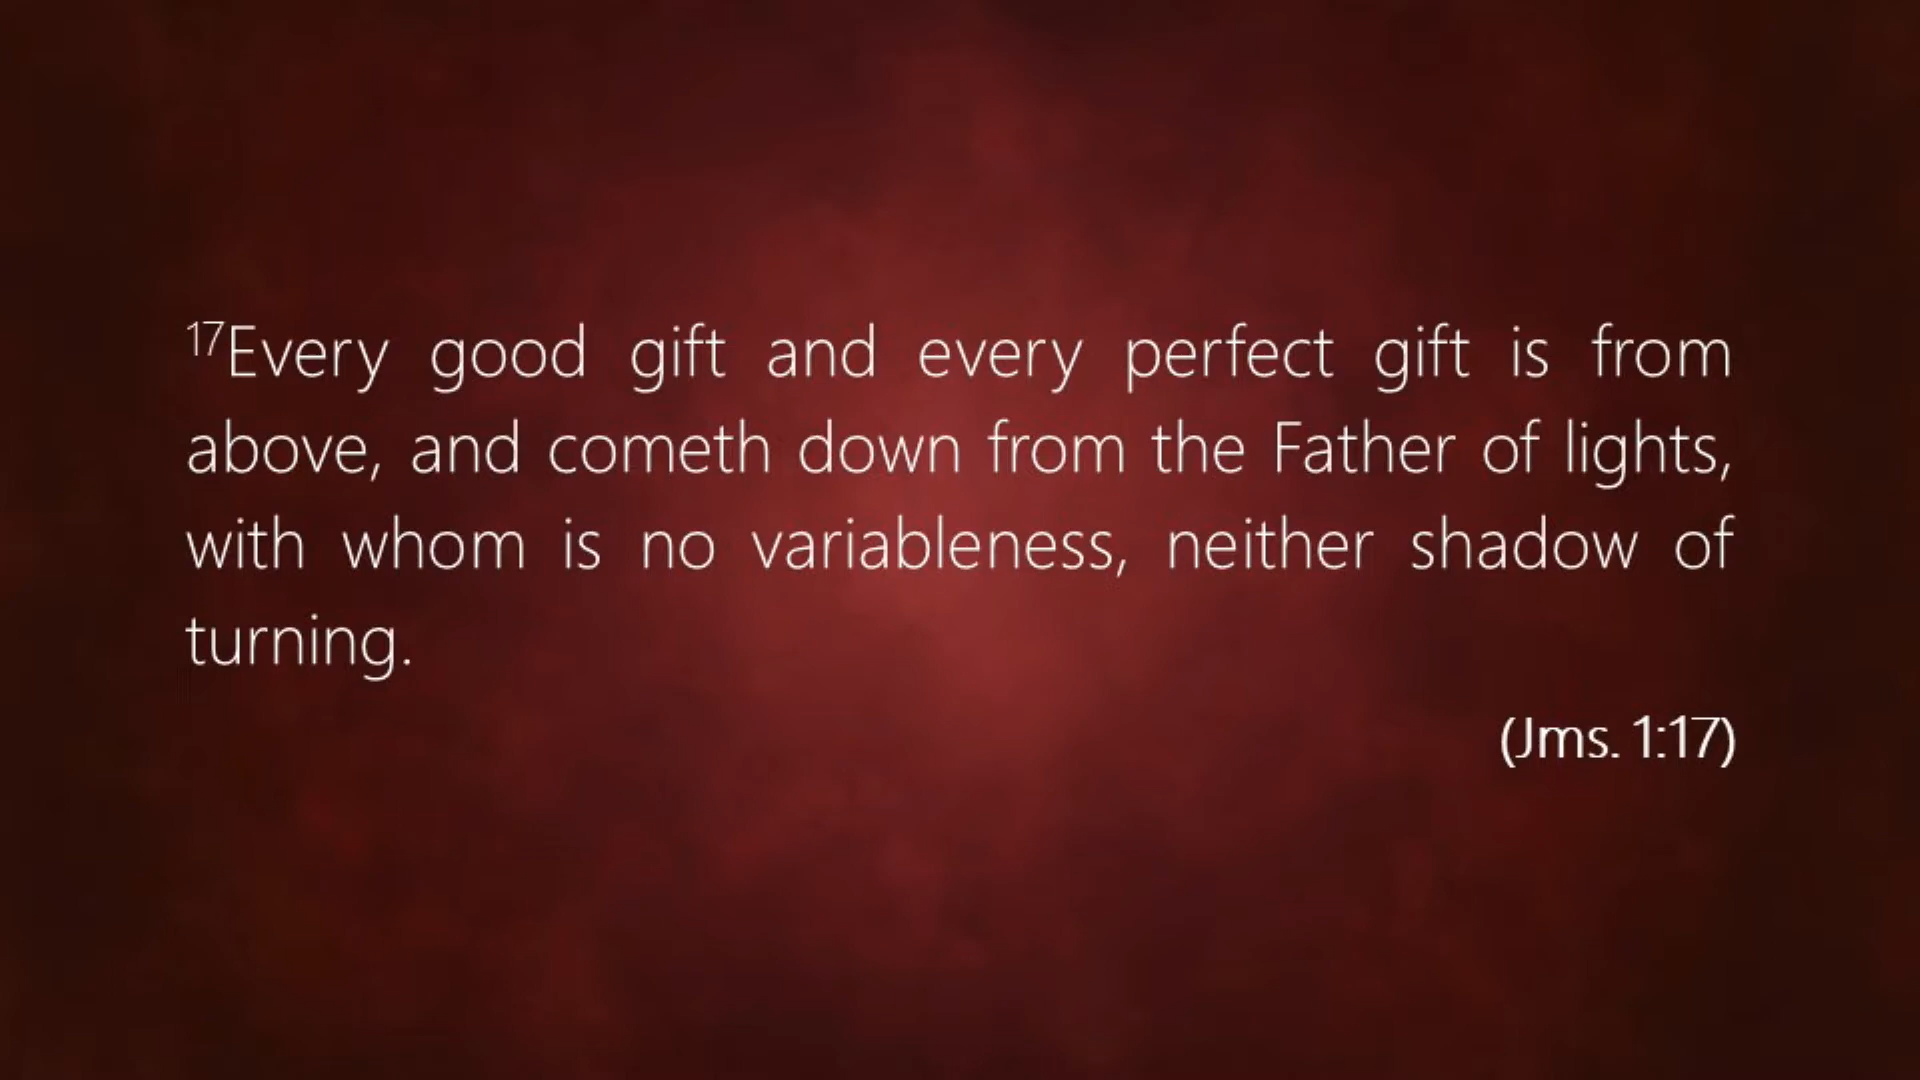 17Every good gift and every perfect gift is from
above, and cometh down from the Father of lights,
with whom is no variableness, neither shadow of
turning.
(Jms. 1:17)